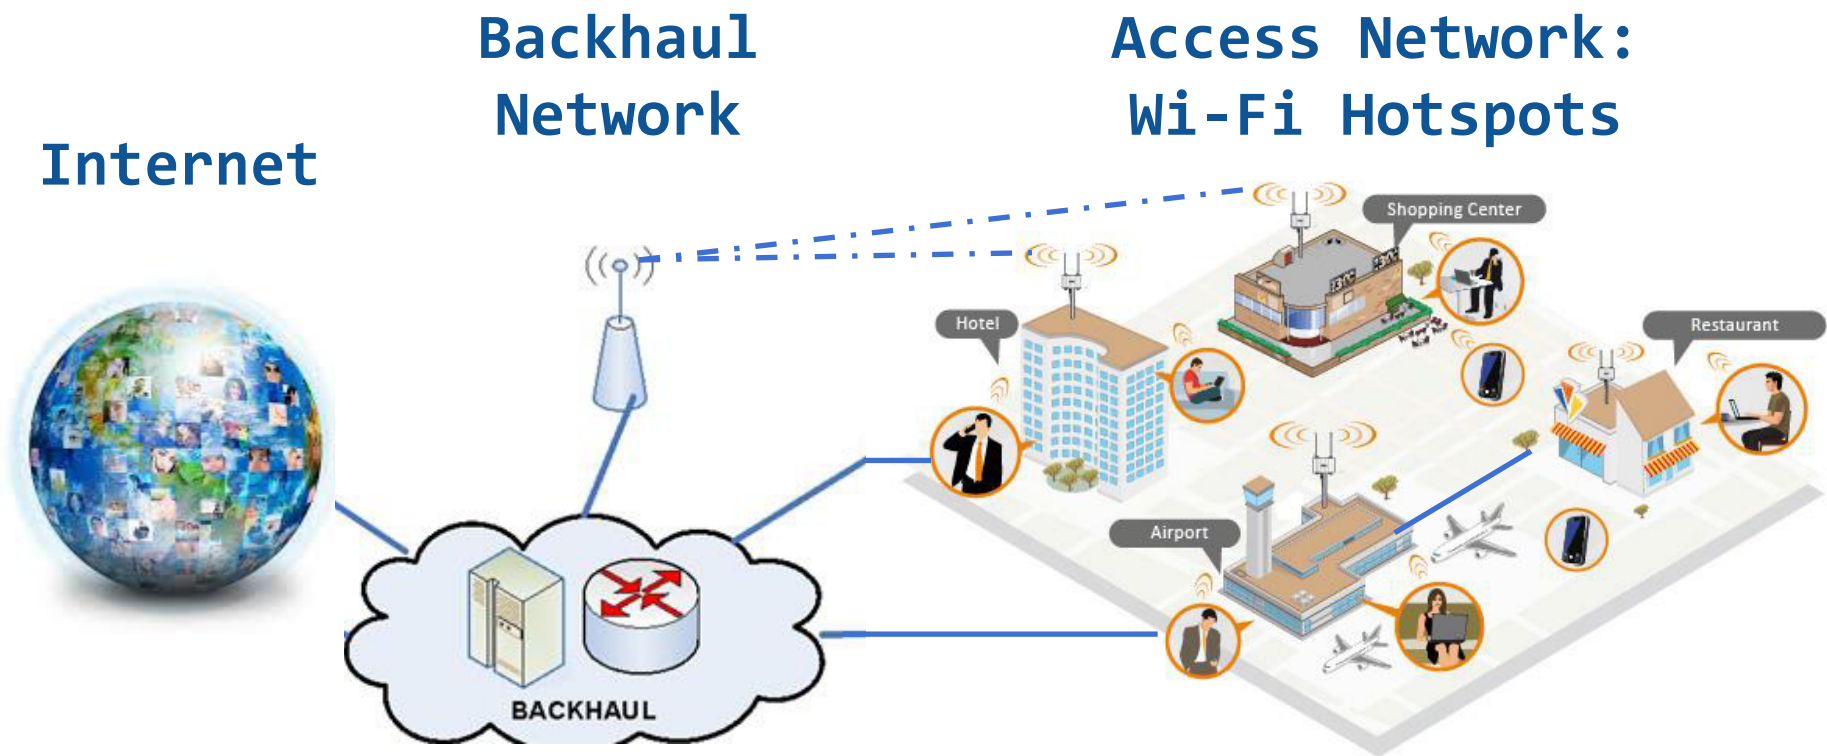 Internet
Backhaul
Network
Access Network:
Wi-Fi Hotspots
Shopping Center
Hotel
Restaurant
Airport
BACKHAUL